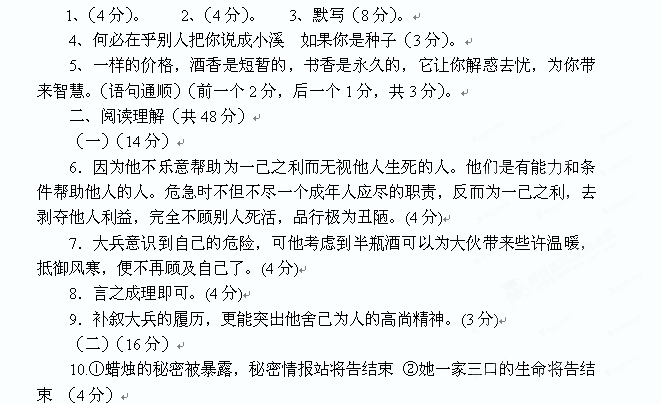 1、（4分）。　　2、（4分）。　　3、默写（8分）。
4、何必在乎别人把你说成小溪　如果你是种子（3分）。
5、一样的价格，酒香是短暂的，书香是永久的，它让你解惑去忧，为你带
来智慧。（语句通顺）（前一个2分，后一个1分，共3分）。
二、阅读理解（共48分）
（一）（14分）
6．因为他不乐意帮助为一己之利而无视他人生死的人。他们是有能力和条
件帮助他人的人。危急时不但不尽一个成年人应尽的职责，反而为一己之利，去
剥夺他人利益，完全不顾别人死活，品行极为丑陋。(4分)
7．大兵意识到自己的危险，可他考虑到半瓶酒可以为大伙带来些许温暖，
抵御风寒，便不再顾及自己了。(4分)
8．言之成理即可。(4分)
9．补叙大兵的履历，更能突出他舍己为人的高尚精神。(3分)
（二）（16分）
10.①蜡烛的秘密被暴露，秘密情报站将告结束 ②她一家三口的生命将告结
束 （4分）